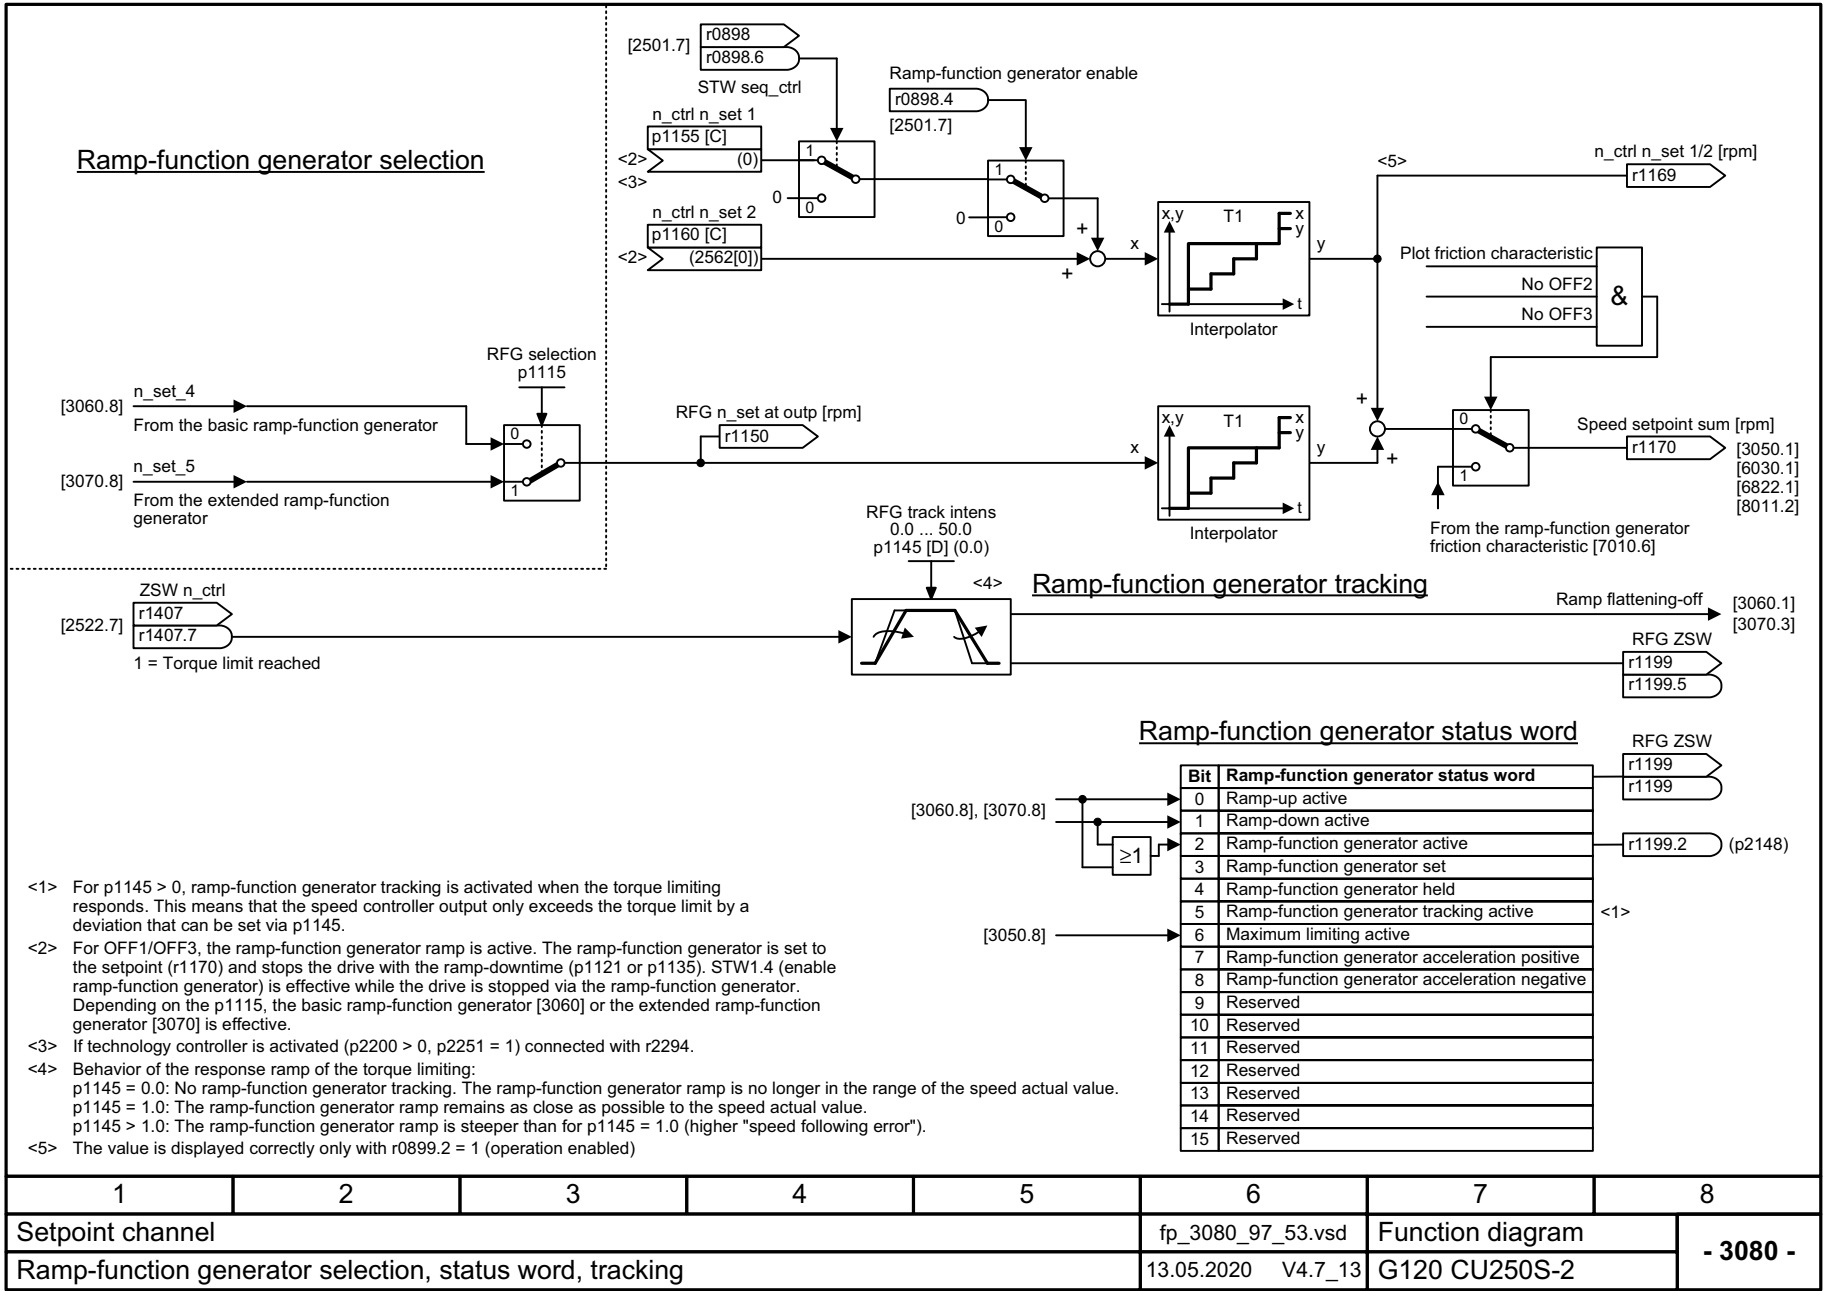 [2501.7]
r0898
r0898.6
STW seq_ctrl
Ramp-function generator enable
r0898.4
[2501.7]
Ramp-function generator selection
n_ctrl n_set 1
p1155 [C]
<2>
(0)
<3>
1
0
0
1
0
0
n_ctrl n_set 2
p1160 [C]
<2>
(2562[0])
+
+
x
x,y
T1
x
y
t
y
Interpolator
<5>
n_ctrl n_set 1/2 [rpm]
r1169
Plot friction characteristic
No OFF2
No OFF3
&
RFG selection
p1115
[3060.8]
n_set_4
From the basic ramp-function generator
[3070.8]
n_set_5
From the extended ramp-function
generator
0
1
RFG n_set at outp [rpm]
r1150
x
x,y
T1
x
y
t
y
Interpolator
+
+
0
1
Speed setpoint sum [rpm]
r1170
[3050.1]
[6030.1]
[6822.1]
[8011.2]
From the ramp-function generator
friction characteristic [7010.6]
RFG track intens
0.0 ... 50.0
p1145 [D] (0.0)
<4>
Ramp-function generator tracking
ZSW n_ctrl
[2522.7]
r1407
r1407.7
1 = Torque limit reached
Ramp flattening-off
[3060.1]
[3070.3]
RFG ZSW
r1199
r1199.5
Ramp-function generator status word
RFG ZSW
r1199
r1199
Bit Ramp-function generator status word
0 Ramp-up active
1 Ramp-down active
2 Ramp-function generator active
3 Ramp-function generator set
4 Ramp-function generator held
5 Ramp-function generator tracking active
6 Maximum limiting active
7 Ramp-function generator acceleration positive
8 Ramp-function generator acceleration negative
9 Reserved
10 Reserved
11 Reserved
12 Reserved
13 Reserved
14 Reserved
15 Reserved
[3060.8], [3070.8]
≥1
[3050.8]
r1199.2
(p2148)
<1>
<1> For p1145 > 0, ramp-function generator tracking is activated when the torque limiting
responds. This means that the speed controller output only exceeds the torque limit by a
deviation that can be set via p1145.
<2> For OFF1/OFF3, the ramp-function generator ramp is active. The ramp-function generator is set to
the setpoint (r1170) and stops the drive with the ramp-downtime (p1121 or p1135). STW1.4 (enable
ramp-function generator) is effective while the drive is stopped via the ramp-function generator.
Depending on the p1115, the basic ramp-function generator [3060] or the extended ramp-function
generator [3070] is effective.
<3> If technology controller is activated (p2200 > 0, p2251 = 1) connected with r2294.
<4> Behavior of the response ramp of the torque limiting:
p1145 = 0.0: No ramp-function generator tracking. The ramp-function generator ramp is no longer in the range of the speed actual value.
p1145 = 1.0: The ramp-function generator ramp remains as close as possible to the speed actual value.
p1145 > 1.0: The ramp-function generator ramp is steeper than for p1145 = 1.0 (higher "speed following error").
<5> The value is displayed correctly only with r0899.2 = 1 (operation enabled)
1 2 3 4 5 6 7 8
Setpoint channel
fp_3080_97_53.vsd
Function diagram
- 3080 -
Ramp-function generator selection, status word, tracking
13.05.2020 V4.7_13
G120 CU250S-2